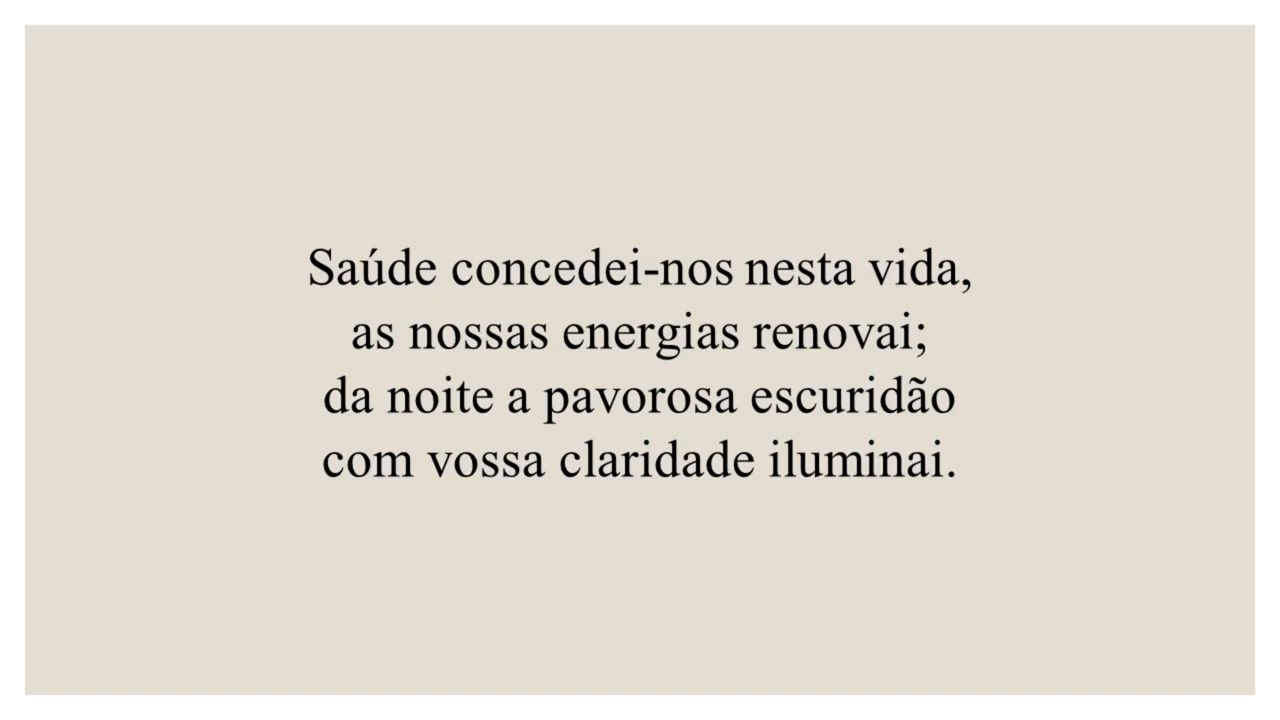 Saúde concedei-nos nesta vida,
as nossas energias renovai;
da noite a pavorosa escuridão
com vossa claridade iluminai.